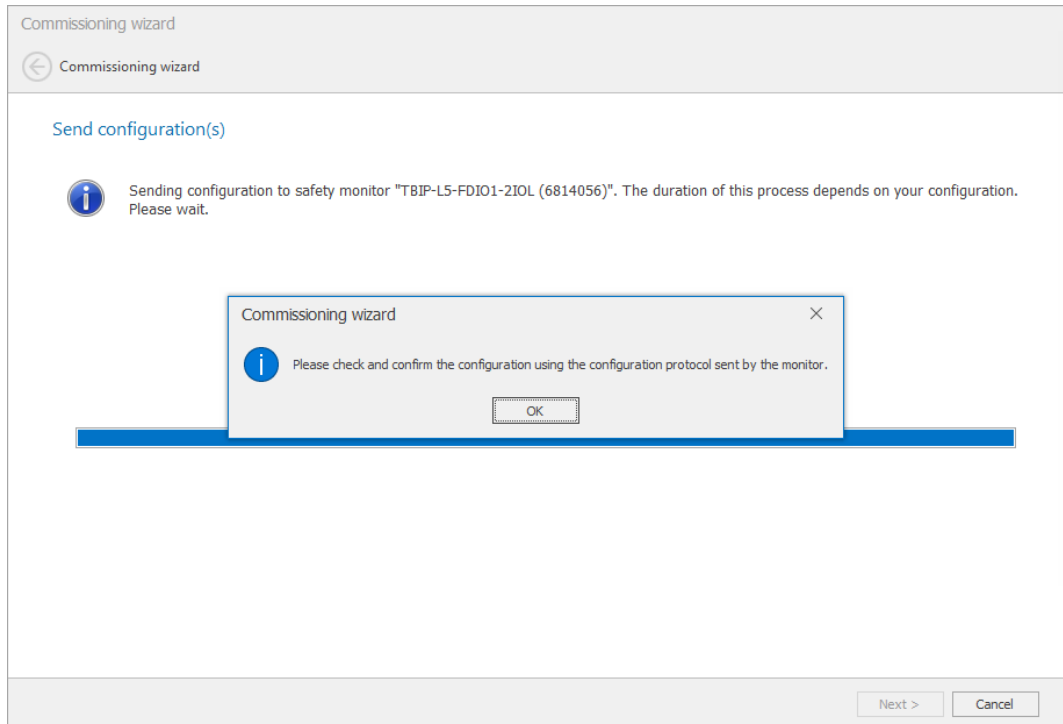 Commissioning wizard
Commissioning wizard
Send configuration(s)
Sending configuration to safety monitor "TBIP-L5-FDIO1-2IOL (6814056)". The duration of this process depends on your configuration.
Please wait.
Commissioning wizard
Please check and confirm the configuration using the configuration protocol sent by the monitor.
OK
Next >
Cancel